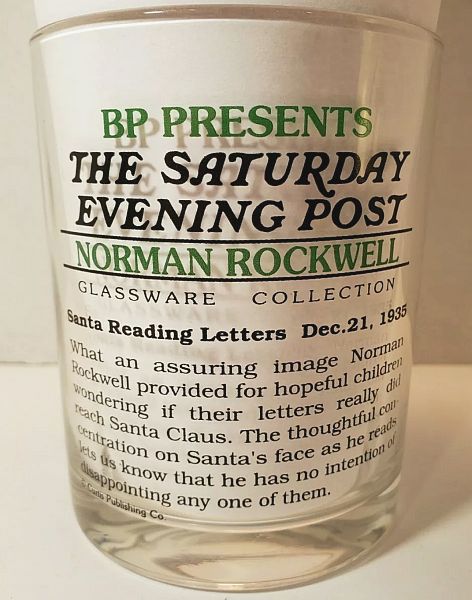 BP PRESENTS
THE SATURDAY
EVENING POST
NORMAN ROCKWELL
GLASSWARE COLLECTION
Santa Reading Letters Dec.21, 1935
What an assuring image Norman
Rockwell provided for hopeful children
wondering if their letters really did
reach Santa Claus. The thoughtful con-
centration on Santa's face as he reads
lets us know that he has no intention of
disappointing any one of them.
© Curtis Publishing Co.